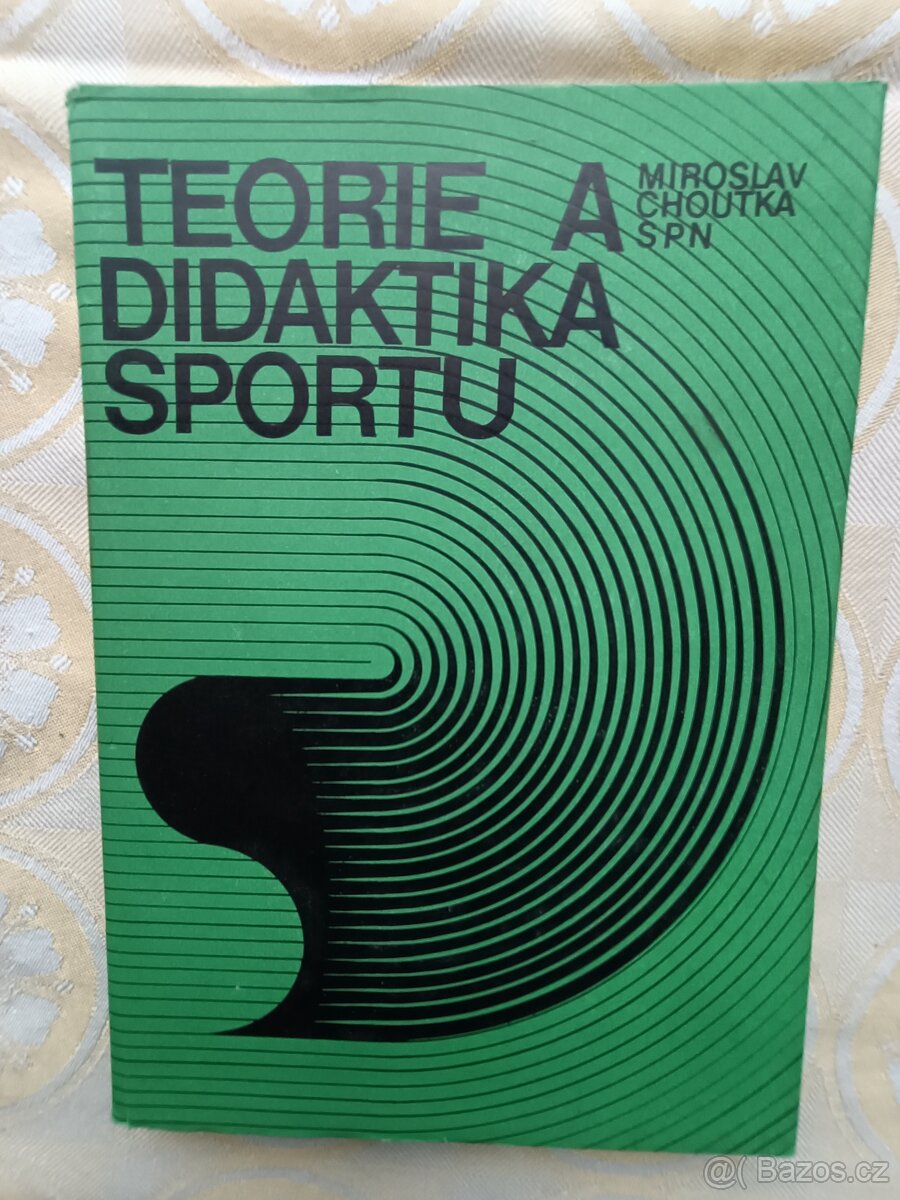 TEORIE A
DIDAKTIKA
SPORTU
MIROSLAV
CHOUTKA
SPN
@( Bazos.cz